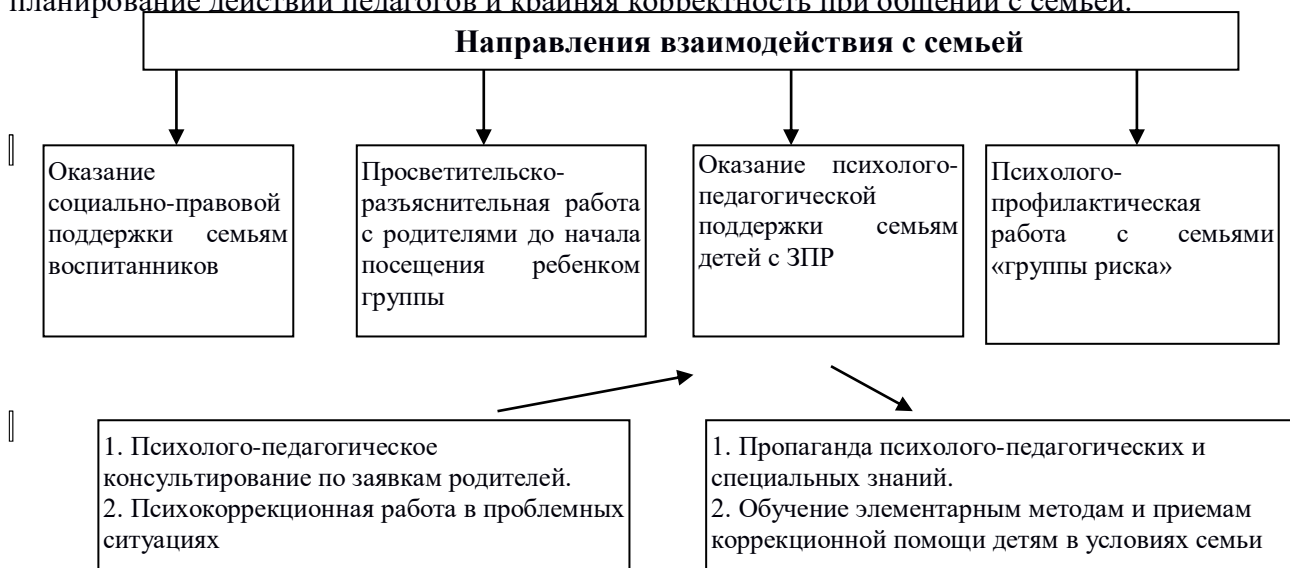 планирование действий педагогов и крайняя корректность при общении с семьей.
Направления взаимодействия с семьей
Оказание
социально-правовой
поддержки семьям
воспитанников
Просветительско-
разъяснительная работа
с родителями до начала
посещения ребенком
группы
Оказание психолого-
педагогической
поддержки семьям
детей с ЗПР
Психолого-
профилактическая
работа с семьями
«группы риска»
1. Психолого-педагогическое
консультирование по заявкам родителей.
2. Психокоррекционная работа в проблемных
ситуациях
1. Пропаганда психолого-педагогических и
специальных знаний.
2. Обучение элементарным методам и приемам
коррекционной помощи детям в условиях семьи